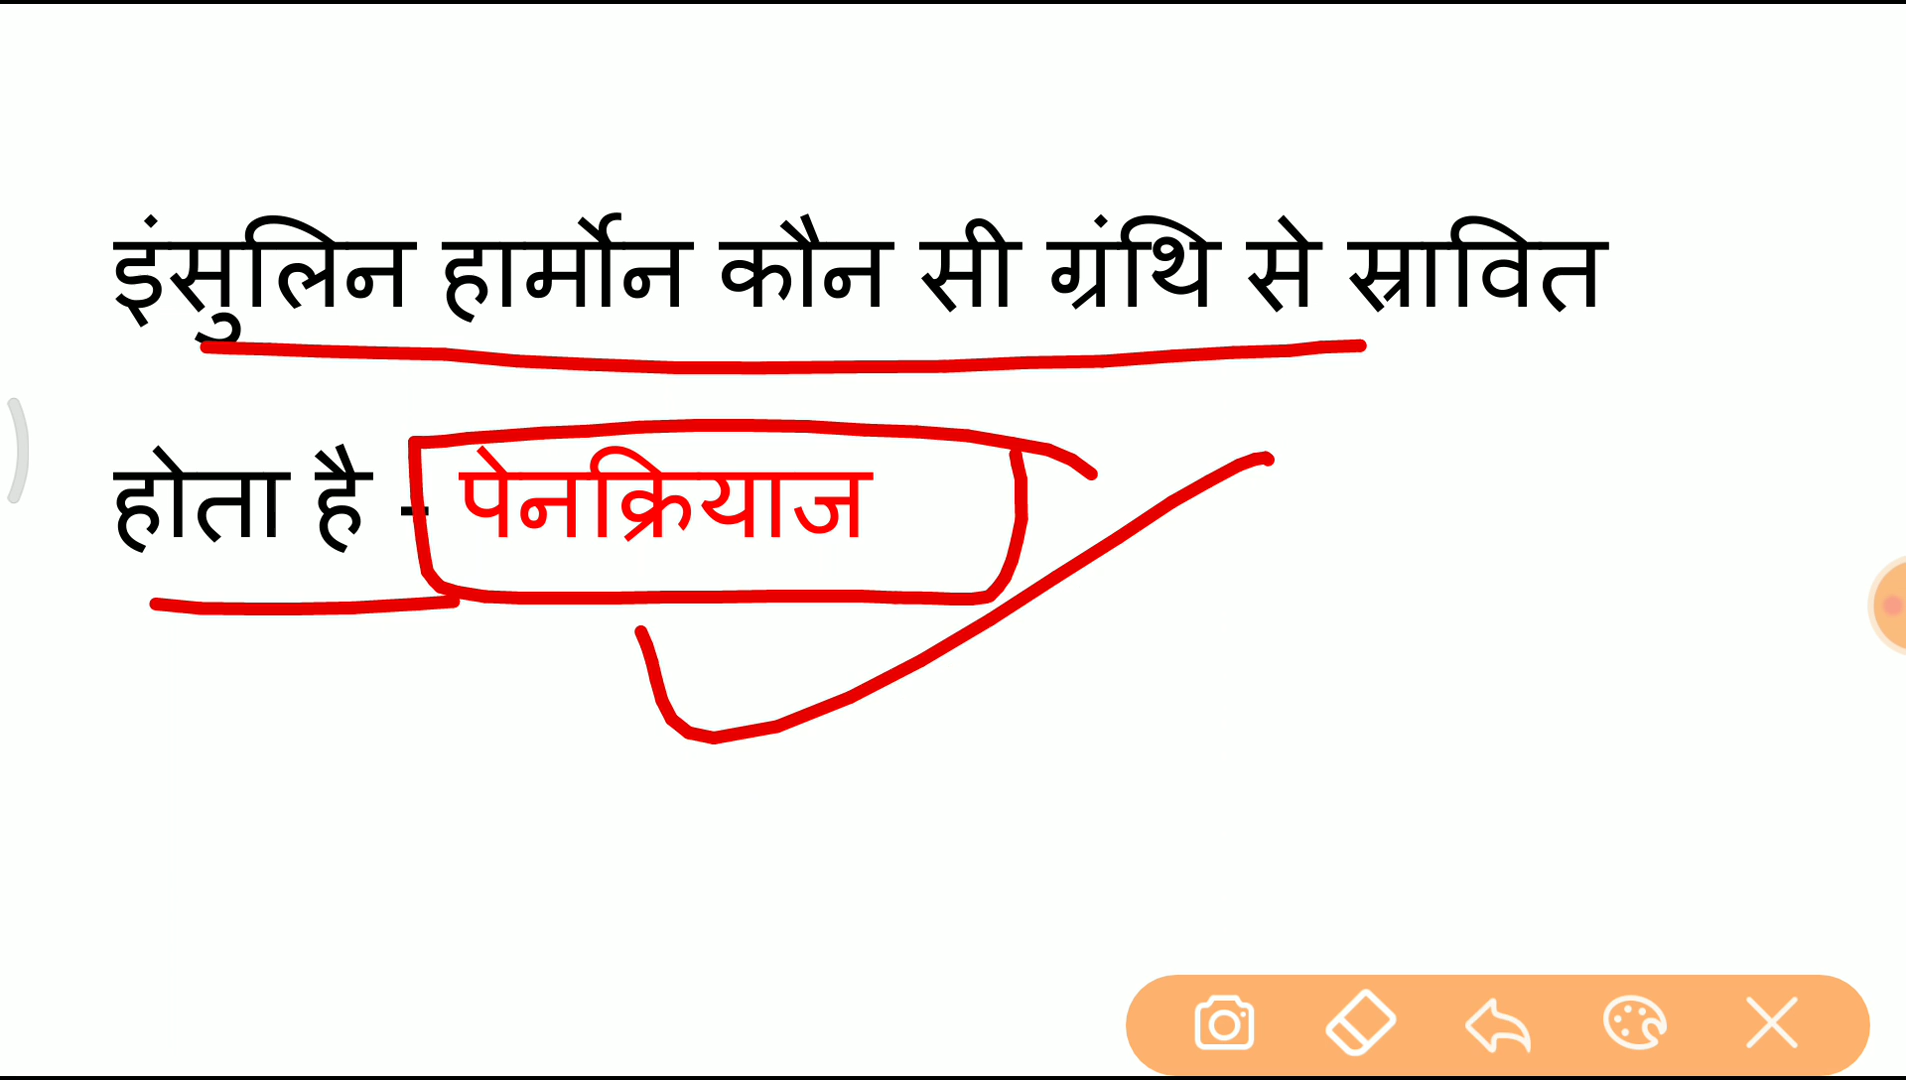 इंसुलिन हार्मोन कौन सी ग्रंथि से स्रावित
होता है - पेनक्रियाज